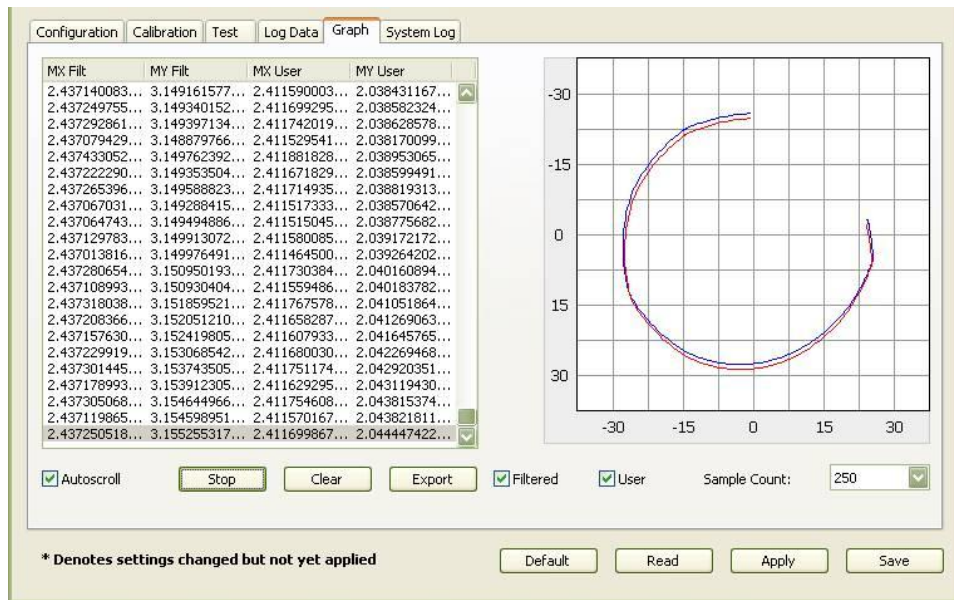 Configuration Calibration Test Log Data Graph System Log
MX Filt MY Filt MX User MY User
2.437140083... 3.149161577... 2.411590003... 2.038431167...
2.437249755... 3.149340152... 2.411699295... 2.038582324...
2.437292861... 3.149397134... 2.411742019... 2.038628578...
2.437079429... 3.148879766... 2.411529541... 2.038170099...
2.437433052... 3.149762392... 2.411881828... 2.038953065...
2.437222290... 3.149353504... 2.411671829... 2.038599491...
2.437265396... 3.149588823... 2.411714935... 2.038819313...
2.437067031... 3.149288415... 2.411517333... 2.038570642...
2.437064743... 3.149494886... 2.411515045... 2.038775682...
2.437129783... 3.149913072... 2.411580085... 2.039172172...
2.437013816... 3.149976491... 2.411464500... 2.039264202...
2.437280654... 3.150950193... 2.411730384... 2.040160894...
2.437108993... 3.150930404... 2.411559486... 2.040183782...
2.437318038... 3.151859521... 2.411767578... 2.041051864...
2.437208366... 3.152051210... 2.411658287... 2.041269063...
2.437157630... 3.152419805... 2.411607933... 2.041645765...
2.437229919... 3.153068542... 2.411680030... 2.042269468...
2.437301445... 3.153743505... 2.411751174... 2.042920351...
2.437178993... 3.153912305... 2.411629295... 2.043119430...
2.437305068... 3.154644966... 2.411754608... 2.043815374...
2.437119865... 3.154598951... 2.411570167... 2.043821811...
2.437250518... 3.155255317... 2.411699867... 2.044447422...
-30
-15
0
15
30
-30 -15 0 15 30
Autoscroll Stop Clear Export Filtered User Sample Count: 250
* Denotes settings changed but not yet applied Default Read Apply Save